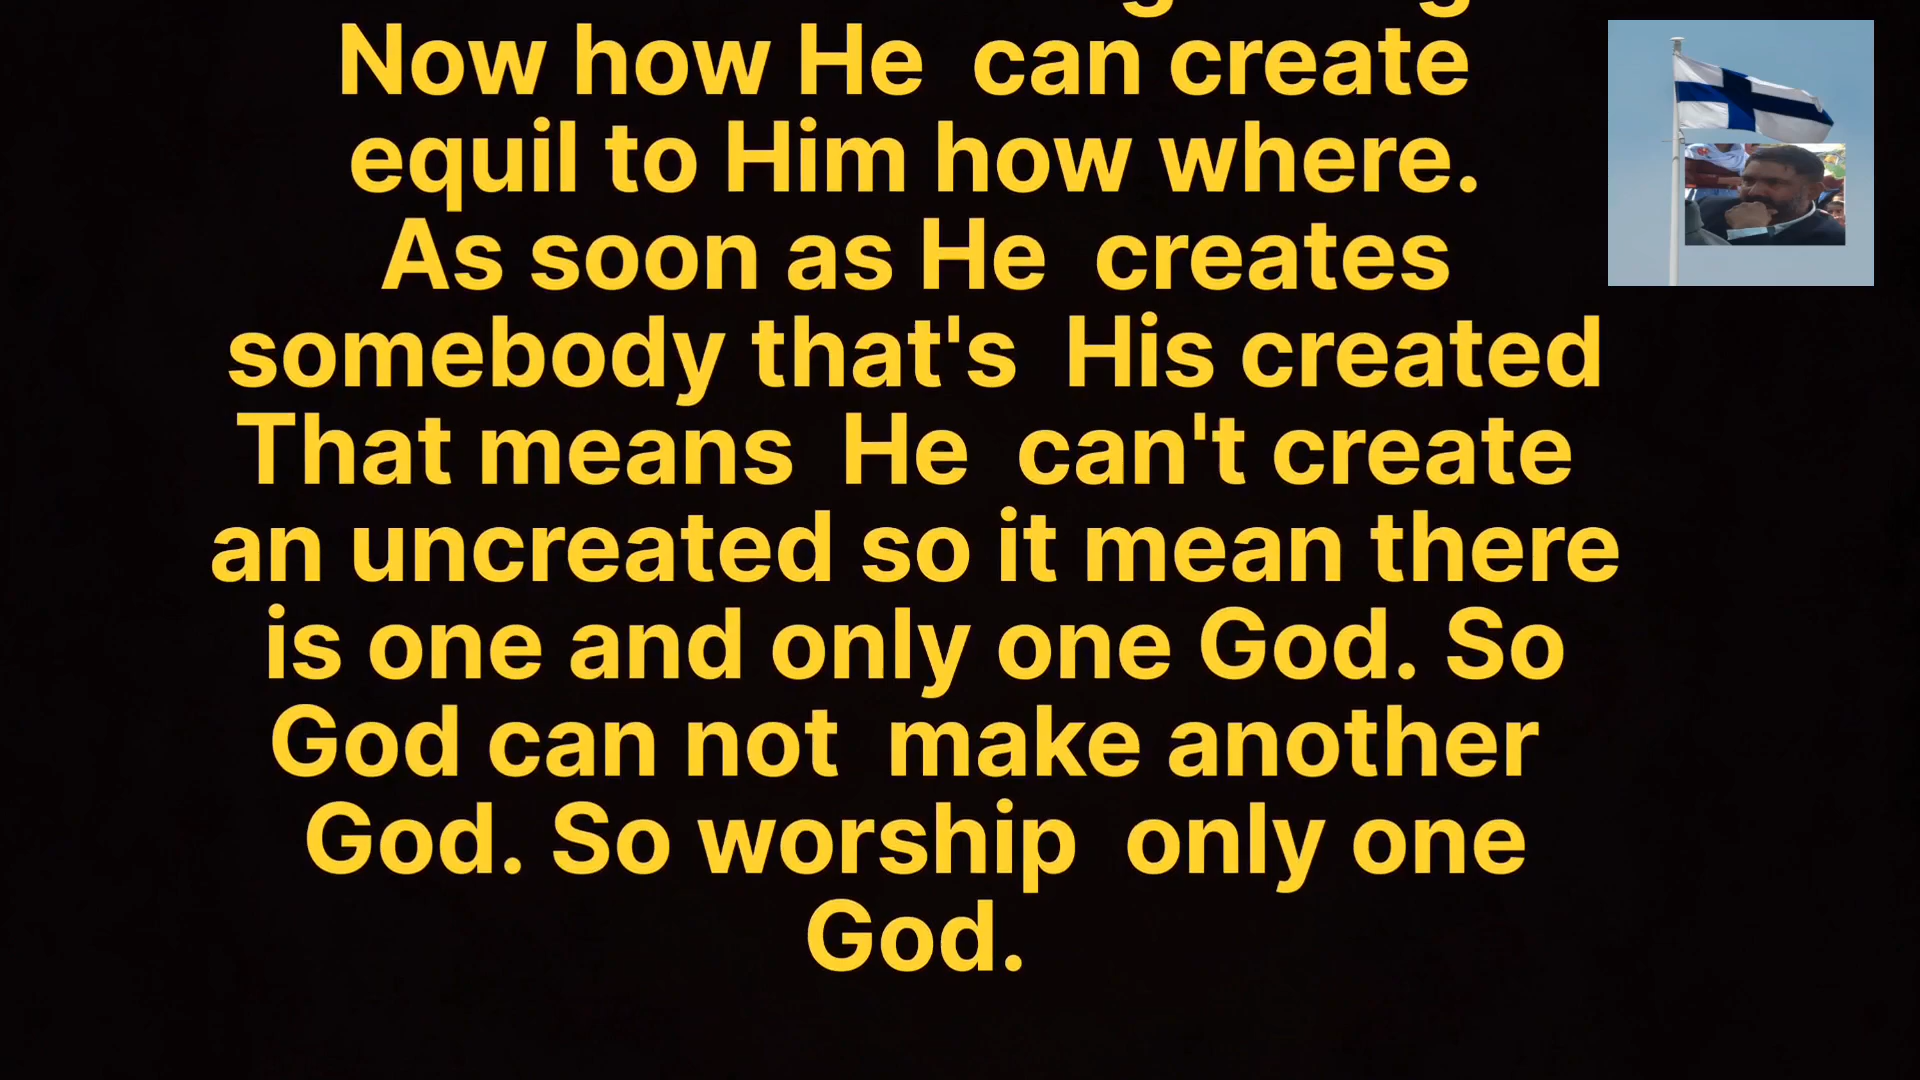 Now how He can create
equil to Him how where.
As soon as He creates
somebody that's His created
That means He can't create
an uncreated so it mean there
is one and only one God. So
God can not make another
God. So worship only one
God.